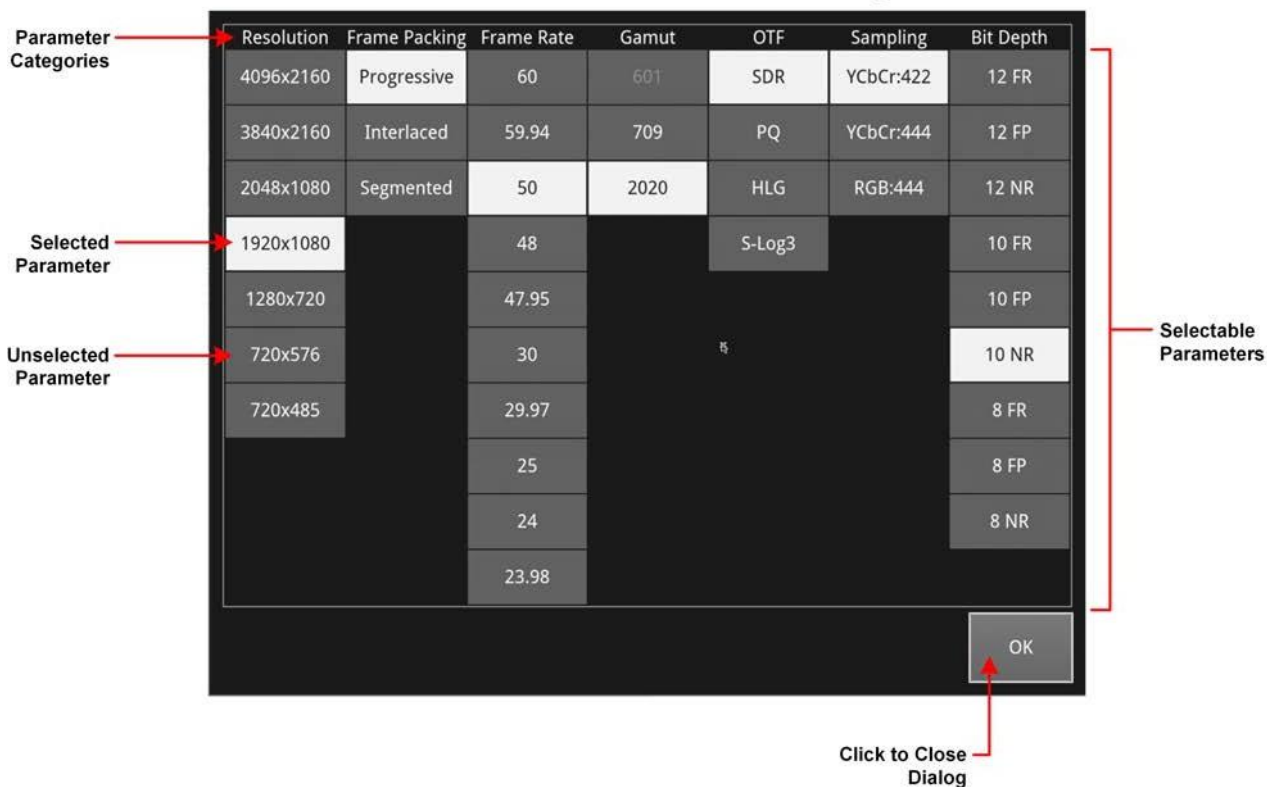 Parameter
Categories
Resolution Frame Packing Frame Rate Gamut OTF Sampling Bit Depth
4096x2160 Progressive 60 601 SDR YCbCr:422 12 FR
3840x2160 Interlaced 59.94 709 PQ YCbCr:444 12 FP
2048x1080 Segmented 50 2020 HLG RGB:444 12 NR
Selected
Parameter
1920x1080 48 S-Log3 10 FR
1280x720 47.95 10 FP
Unselected
Parameter
720x576 30 10 NR
Selectable
Parameters
720x485 29.97 8 FR
25 8 FP
24 8 NR
23.98
OK
Click to Close
Dialog